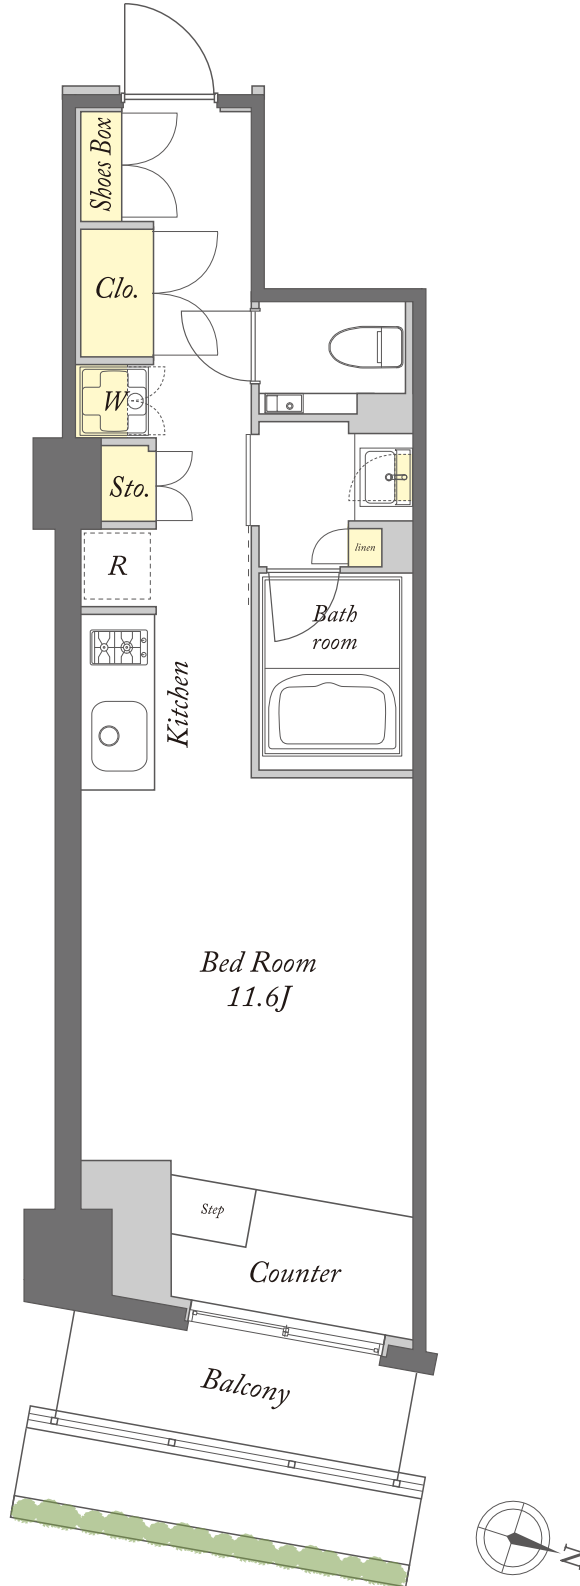 Shoes Box
Clo.
W
Sto.
linen
R
Bath
room
Kitchen
Bed Room
11.6J
Step
Counter
Balcony
N